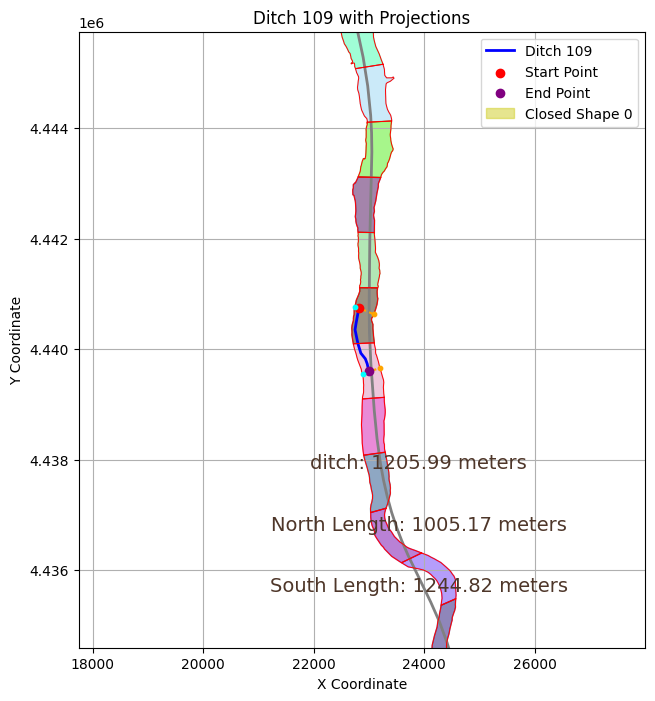 Ditch 109 with Projections
1e6
Ditch 109
Start Point
End Point
Closed Shape 0
4.444
4.442
4.440
4.438
4.436
Y Coordinate
ditch: 1205.99 meters
North Length: 1005.17 meters
South Length: 1244.82 meters
18000 20000 22000 24000 26000
X Coordinate